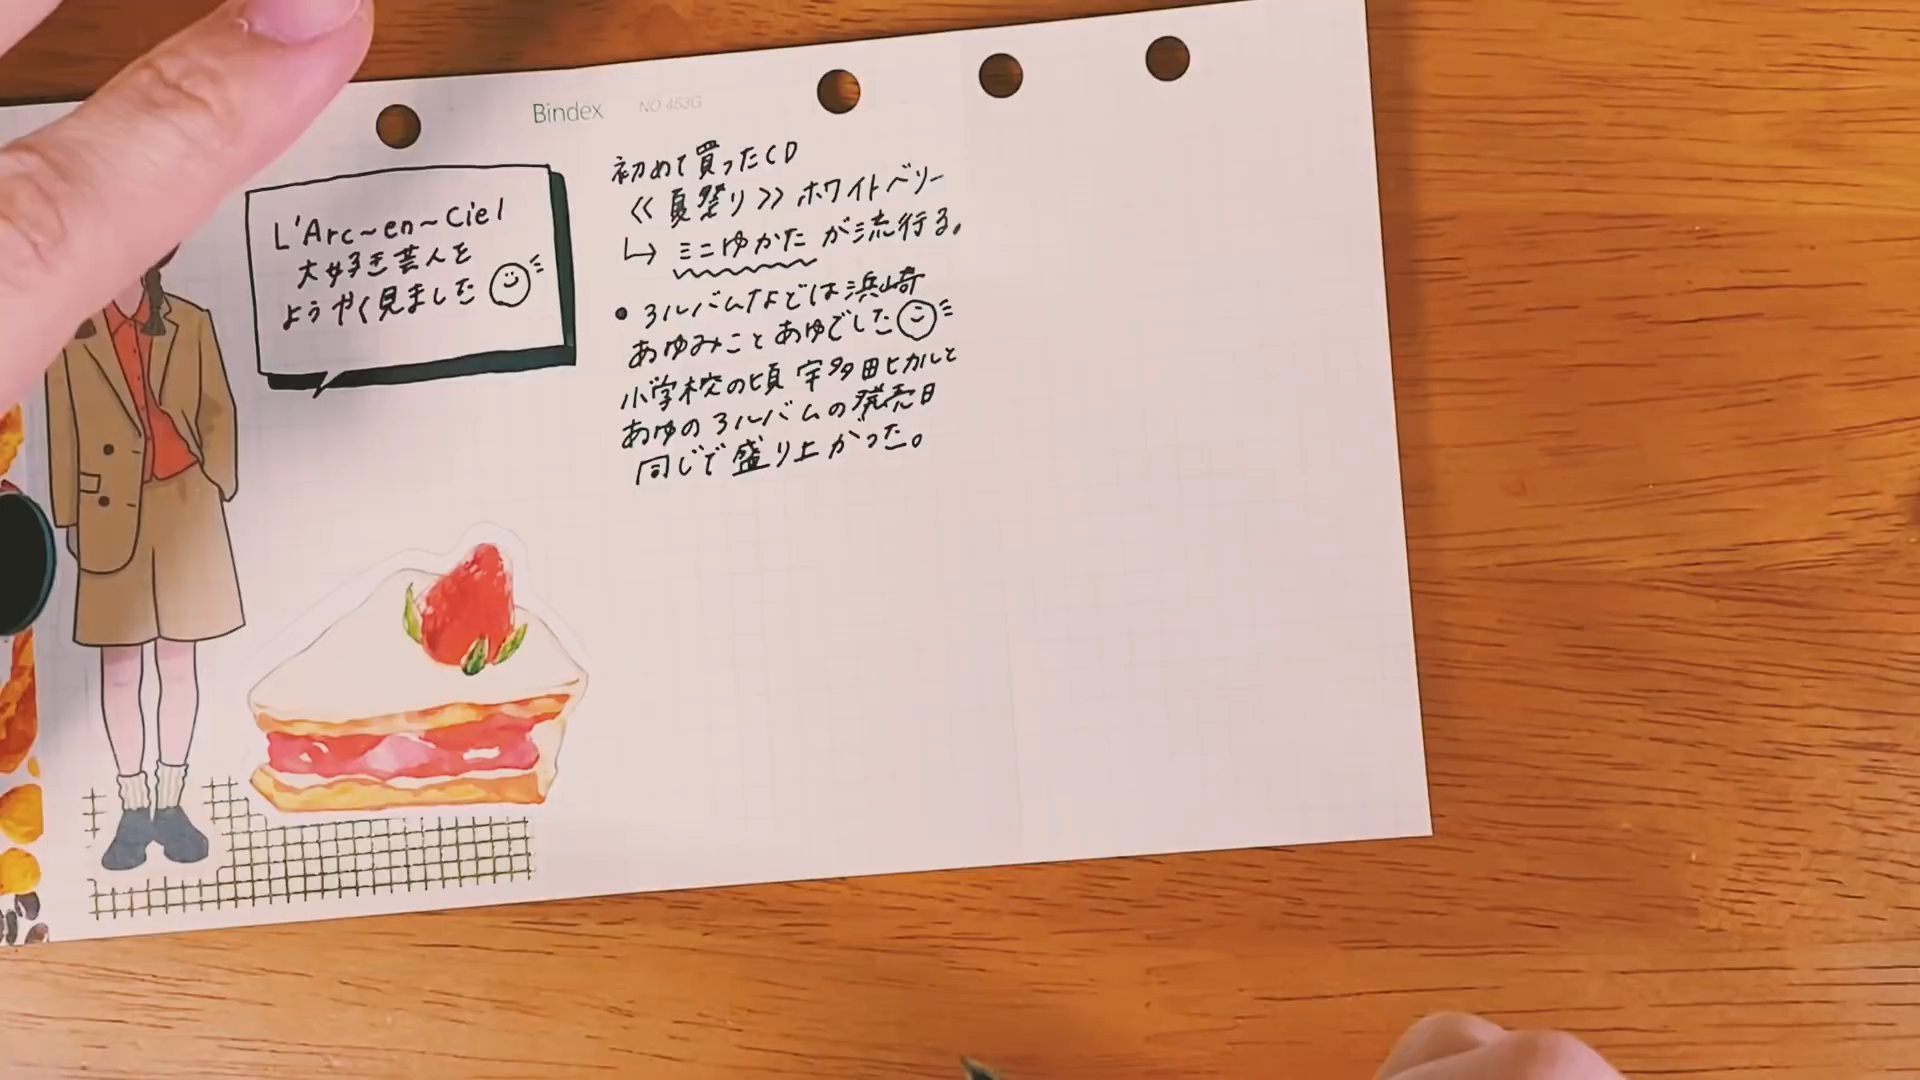 Bindex NO.453G
L'Arc~en~Ciel
大好き芸人を
ようやく見ました
初めて買ったCD
《夏祭り》ホワイトベリー
↳ ミニゆかたが流行る。
● アルバムなどは浜崎
あゆみことあゆでした
小学校の頃 宇多田ヒカルと
あゆのアルバムの発売日
同じで盛り上がった。